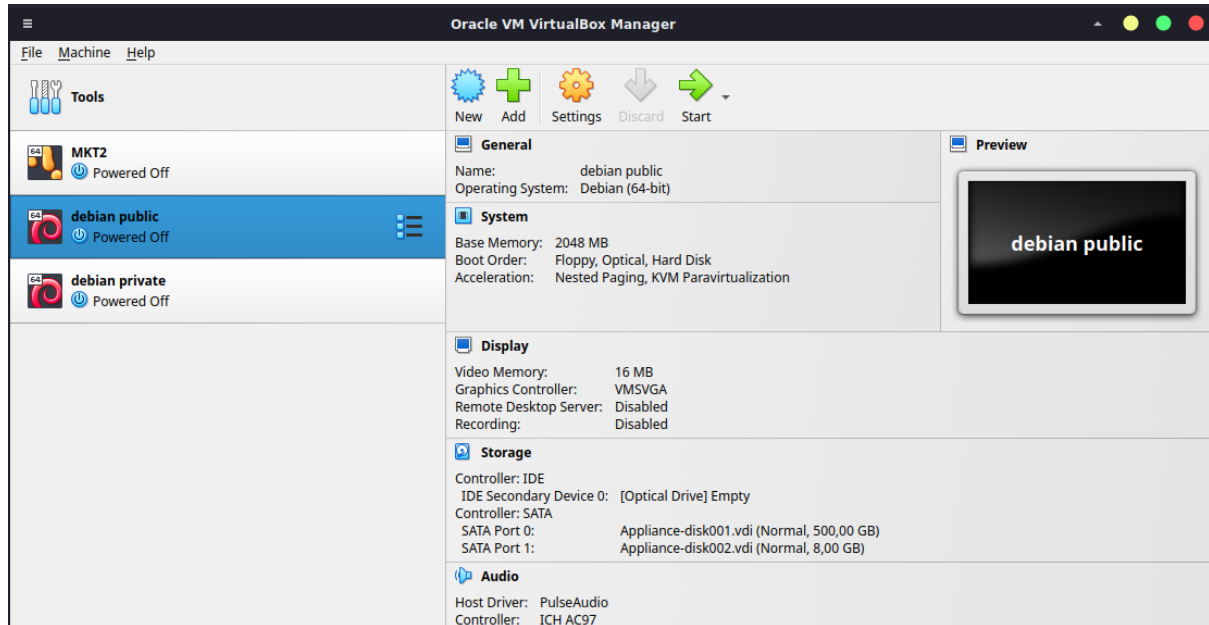 Oracle VM VirtualBox Manager
File Machine Help
Tools
New Add Settings Discard Start
64
MKT2
Powered Off
64
debian public
Powered Off
64
debian private
Powered Off
General
Name: debian public
Operating System: Debian (64-bit)
Preview
debian public
System
Base Memory: 2048 MB
Boot Order: Floppy, Optical, Hard Disk
Acceleration: Nested Paging, KVM Paravirtualization
Display
Video Memory: 16 MB
Graphics Controller: VMSVGA
Remote Desktop Server: Disabled
Recording: Disabled
Storage
Controller: IDE
IDE Secondary Device 0: [Optical Drive] Empty
Controller: SATA
SATA Port 0: Appliance-disk001.vdi (Normal, 500,00 GB)
SATA Port 1: Appliance-disk002.vdi (Normal, 8,00 GB)
Audio
Host Driver: PulseAudio
Controller: ICH AC97